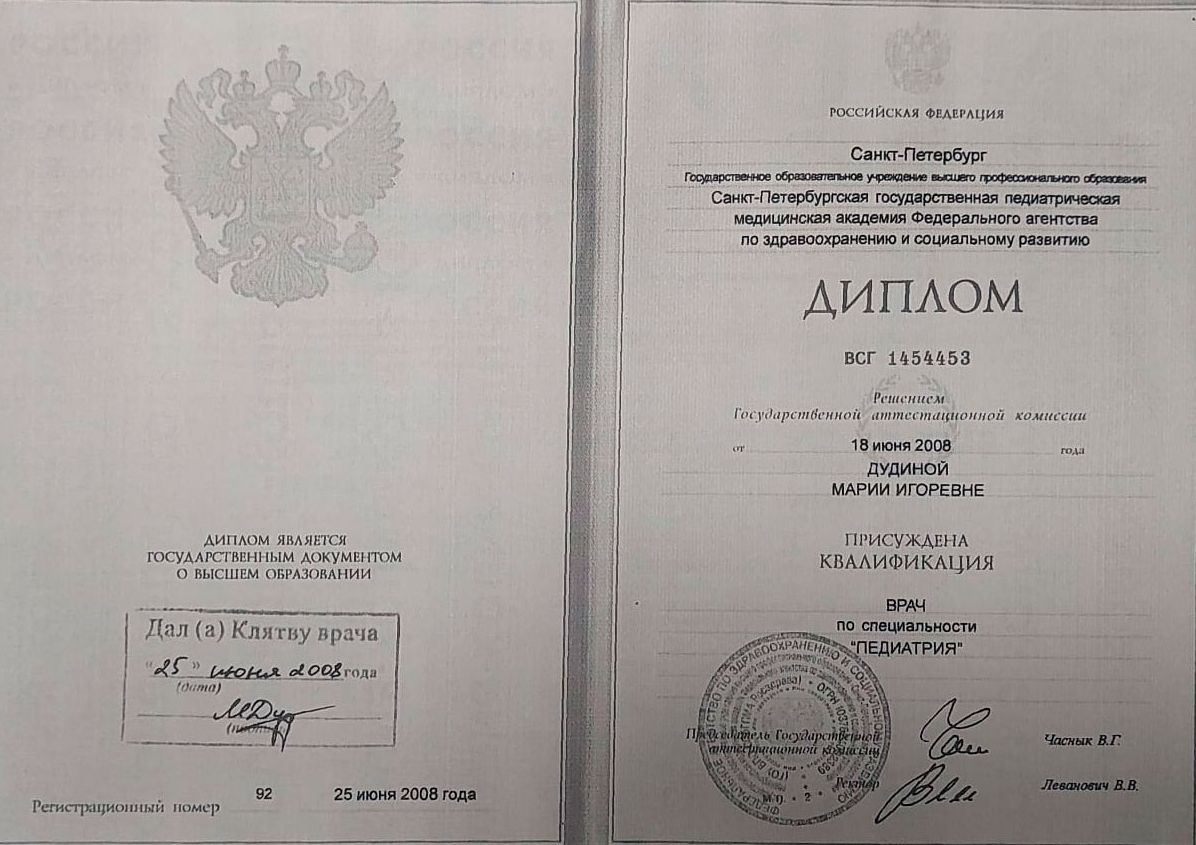 ДИПЛОМ ЯВЛЯЕТСЯ
ГОСУДАРСТВЕННЫМ ДОКУМЕНТОМ
О ВЫСШЕМ ОБРАЗОВАНИИ
Дал (а) Клятву врача
"25" июня 2008 года
(дата)
Регистрационный номер 92 25 июня 2008 года
РОССИЙСКАЯ ФЕДЕРАЦИЯ
Санкт-Петербург
Государственное образовательное учреждение высшего профессионального образования
Санкт-Петербургская государственная педиатрическая
медицинская академия Федерального агентства
по здравоохранению и социальному развитию
ДИПЛОМ
ВСГ 1454453
Решением
Государственной аттестационной комиссии
от 18 июня 2008 года
ДУДИНОЙ
МАРИИ ИГОРЕВНЕ
ПРИСУЖДЕНА
КВАЛИФИКАЦИЯ
ВРАЧ
по специальности
"ПЕДИАТРИЯ"
Председатель Государственной
аттестационной комиссии
Часнык В.Г.
Ректор
Леванович В.В.
М.П.